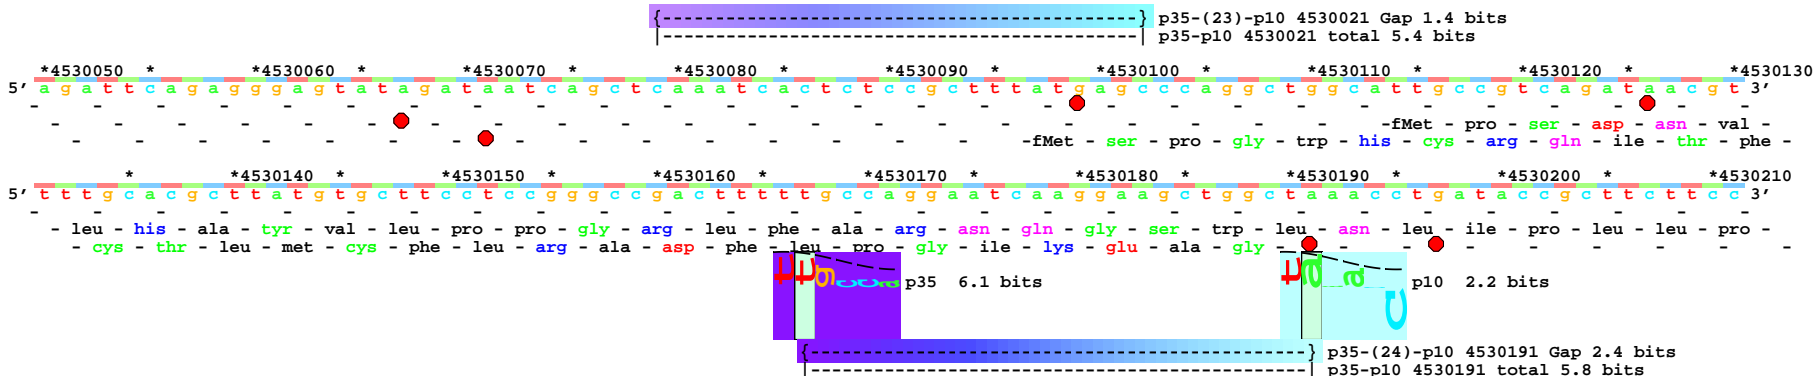 {-----------------------------------------------} p35-(23)-p10 4530021 Gap 1.4 bits
|-----------------------------------------------| p35-p10 4530021 total 5.4 bits
*4530050 * *4530060 * *4530070 * *4530080 * *4530090 * *4530100 * *4530110 * *4530120 * *4530130
5' a g a t t c a g a g g g a g t a t a g a t a a t c a g c t c a a a t c a c t c t c c g c t t t a t g a g c c c a g g c t g g c a t t g c c g t c a g a t a a c g t 3'
-fMet - pro - ser - asp - asn - val -
-fMet - ser - pro - gly - trp - his - cys - arg - gln - ile - thr - phe -
* *4530140 * *4530150 * *4530160 * *4530170 * *4530180 * *4530190 * *4530200 * *4530210
5' t t t g c a c g c t t a t g t g c t t c c t c c g g g c c g a c t t t t t g c c a g g a a t c a a g g a a g c t g g c t a a a c c t g a t a c c g c t t c t t c c 3'
- leu - his - ala - tyr - val - leu - pro - pro - gly - arg - leu - phe - ala - arg - asn - gln - gly - ser - trp - leu - asn - leu - ile - pro - leu - leu - pro -
- cys - thr - leu - met - cys - phe - leu - arg - ala - asp - phe - leu - pro - gly - ile - lys - glu - ala - gly -
p35 6.1 bits
p10 2.2 bits
{-------------------------------------------------} p35-(24)-p10 4530191 Gap 2.4 bits
|-------------------------------------------------| p35-p10 4530191 total 5.8 bits